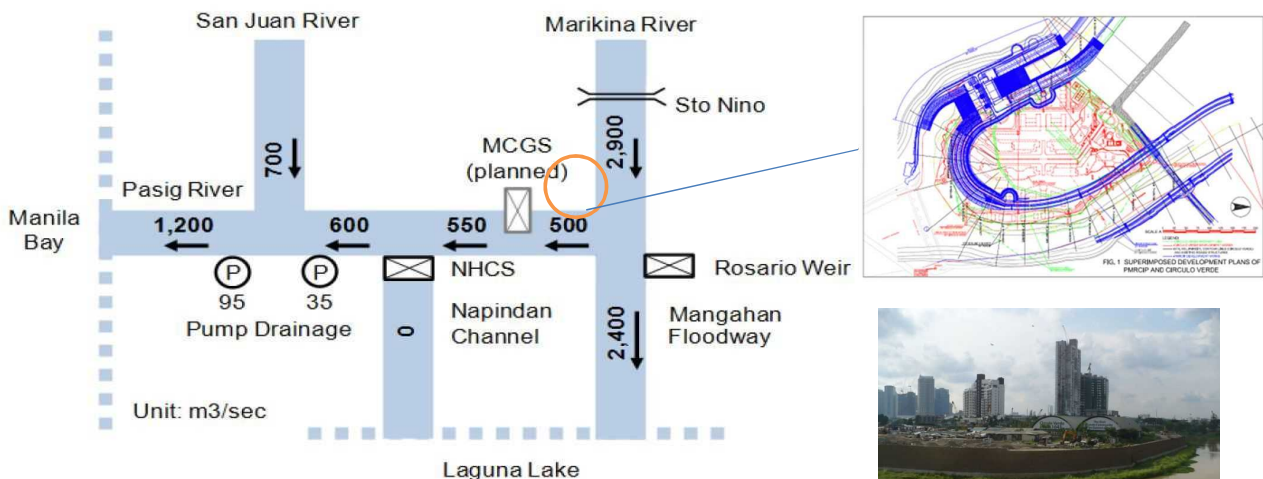 San Juan River
Marikina River
Sto Nino
MCGS
(planned)
700
2,900
Pasig River
Manila
Bay
1,200
600
550
500
P
P
95
35
Pump Drainage
NHCS
Napindan
Channel
0
Rosario Weir
2,400
Mangahan
Floodway
Unit: m3/sec
Laguna Lake
FIG. 1 SUPERIMPOSED DEVELOPMENT PLANS OF
PMRCIP AND CIRCULO VERDE